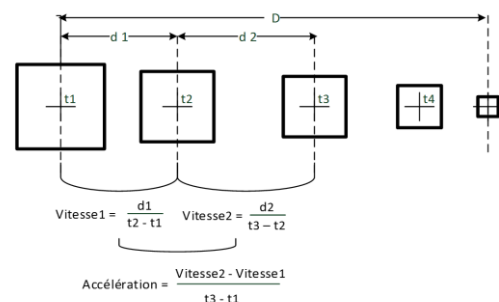 D
d 1 d 2
t1 t2 t3 t4
Vitesse1 = d1 / t2 - t1 Vitesse2 = d2 / t3 – t2
Accélération = Vitesse2 - Vitesse1 / t3 - t1